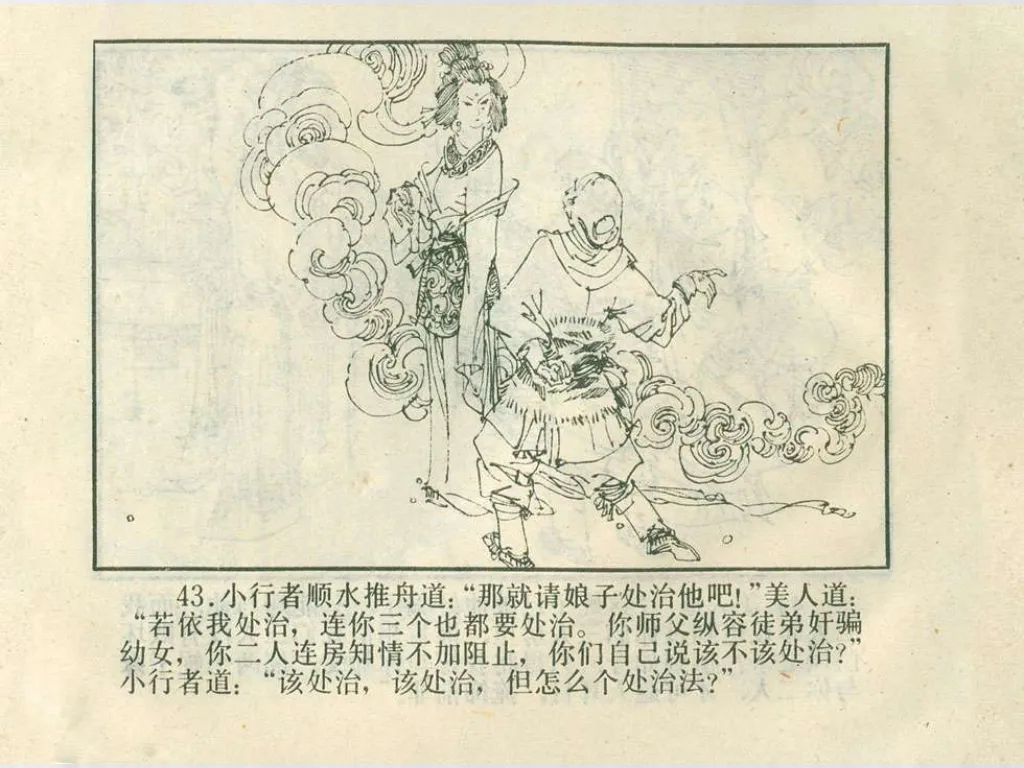 43.小行者顺水推舟道：“那就请娘子处治他吧！”美人道：
“若依我处治，连你三个也都要处治。你师父纵容徒弟奸骗
幼女，你二人连房知情不加阻止，你们自己说该不该处治？”
小行者道：“该处治，该处治，但怎么个处治法？”